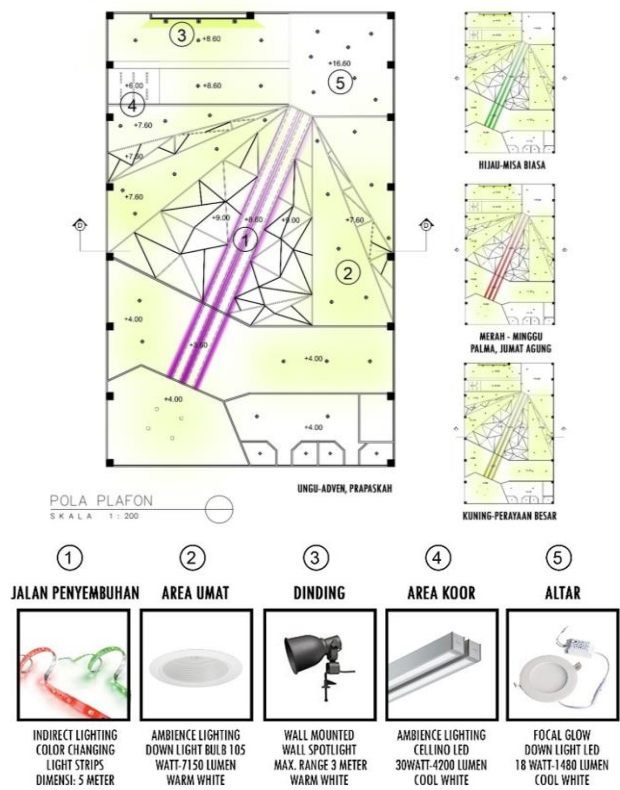 3
+8.60
+16.60
5
+6.00
+8.60
4
+7.60
+7.60
+9.00
+8.60
+9.00
+7.60
1
2
D
D
+4.00
+4.00
+4.00
+4.00
HIJAU-MISA BIASA
MERAH - MINGGU
PALMA, JUMAT AGUNG
KUNING-PERAYAAN BESAR
UNGU-ADVEN, PRAPASKAH
POLA PLAFON
SKALA 1 : 200
1
2
3
4
5
JALAN PENYEMBUHAN
AREA UMAT
DINDING
AREA KOOR
ALTAR
INDIRECT LIGHTING
COLOR CHANGING
LIGHT STRIPS
DIMENSI: 5 METER
AMBIENCE LIGHTING
DOWN LIGHT BULB 105
WATT-7150 LUMEN
WARM WHITE
WALL MOUNTED
WALL SPOTLIGHT
MAX. RANGE 3 METER
WARM WHITE
AMBIENCE LIGHTING
CELLINO LED
30WATT-4200 LUMEN
COOL WHITE
FOCAL GLOW
DOWN LIGHT LED
18 WATT-1480 LUMEN
COOL WHITE